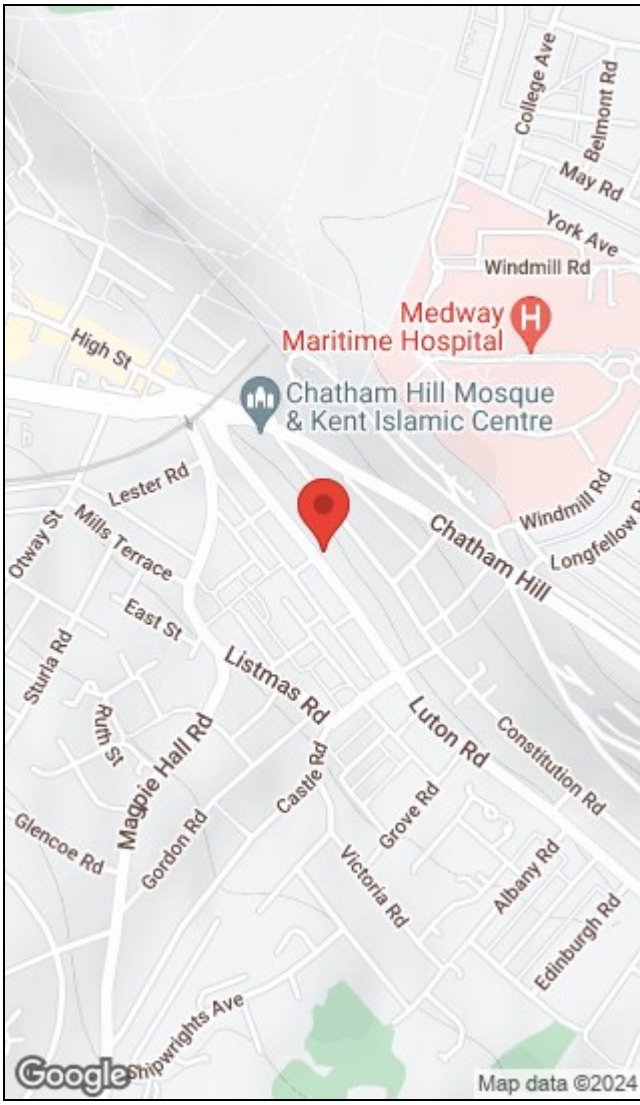 College Ave
Belmont Rd
May Rd
York Ave
Windmill Rd
Medway
Maritime Hospital
H
High St
Chatham Hill Mosque
& Kent Islamic Centre
Lester Rd
Windmill Rd
Otway St
Mills Terrace
Chatham Hill
Longfellow R
East St
Sturla Rd
Listmas Rd
Ruth St
Luton Rd
Constitution Rd
Magpie Hall Rd
Castle Rd
Grove Rd
Glencoe Rd
Gordon Rd
Victoria Rd
Albany Rd
Edinburgh Rd
Shipwrights Ave
Google
Map data ©2024